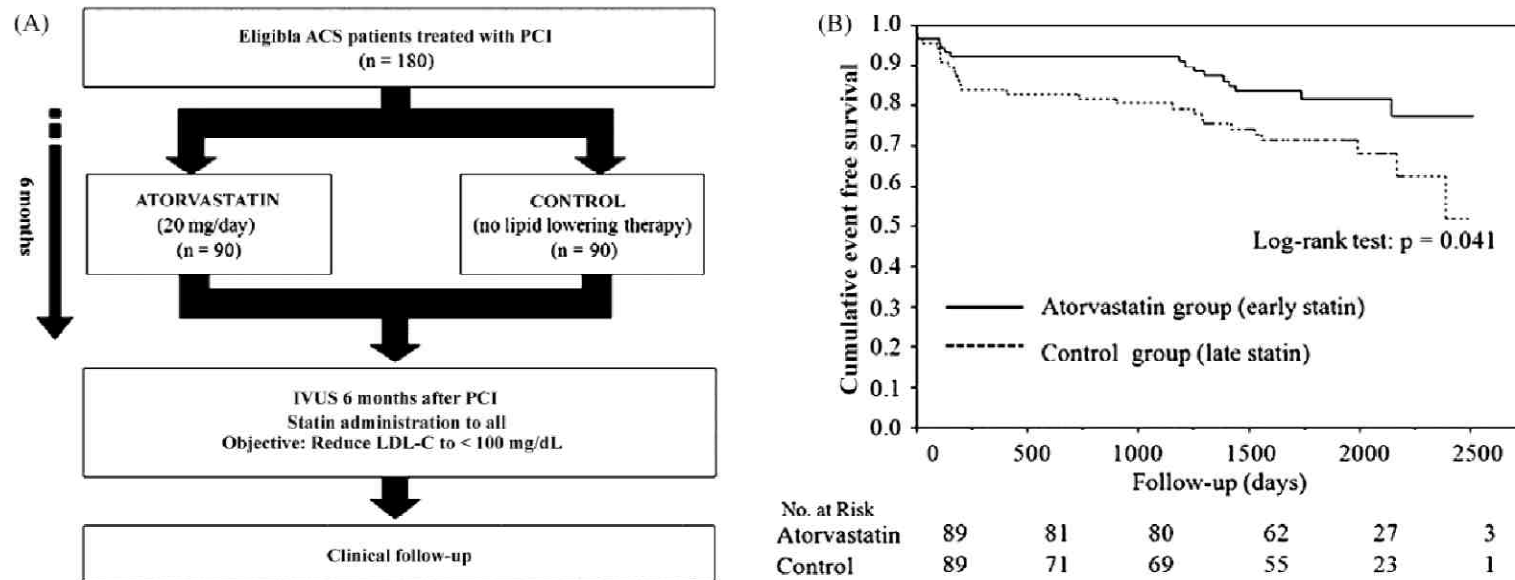 (A)
Eligibla ACS patients treated with PCI
(n = 180)
6 months
ATORVASTATIN
(20 mg/day)
(n = 90)
CONTROL
(no lipid lowering therapy)
(n = 90)
IVUS 6 months after PCI
Statin administration to all
Objective: Reduce LDL-C to < 100 mg/dL
Clinical follow-up
(B)
Cumulative event free survival
1.0
0.9
0.8
0.7
0.6
0.5
0.4
0.3
0.2
0.1
0.0
Log-rank test: p = 0.041
Atorvastatin group (early statin)
Control group (late statin)
0 500 1000 1500 2000 2500
Follow-up (days)
No. at Risk
Atorvastatin 89 81 80 62 27 3
Control 89 71 69 55 23 1